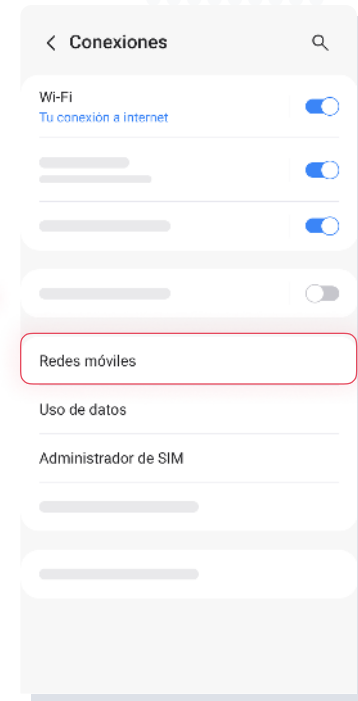 Conexiones
Wi-Fi
Tu conexión a internet
Redes móviles
Uso de datos
Administrador de SIM